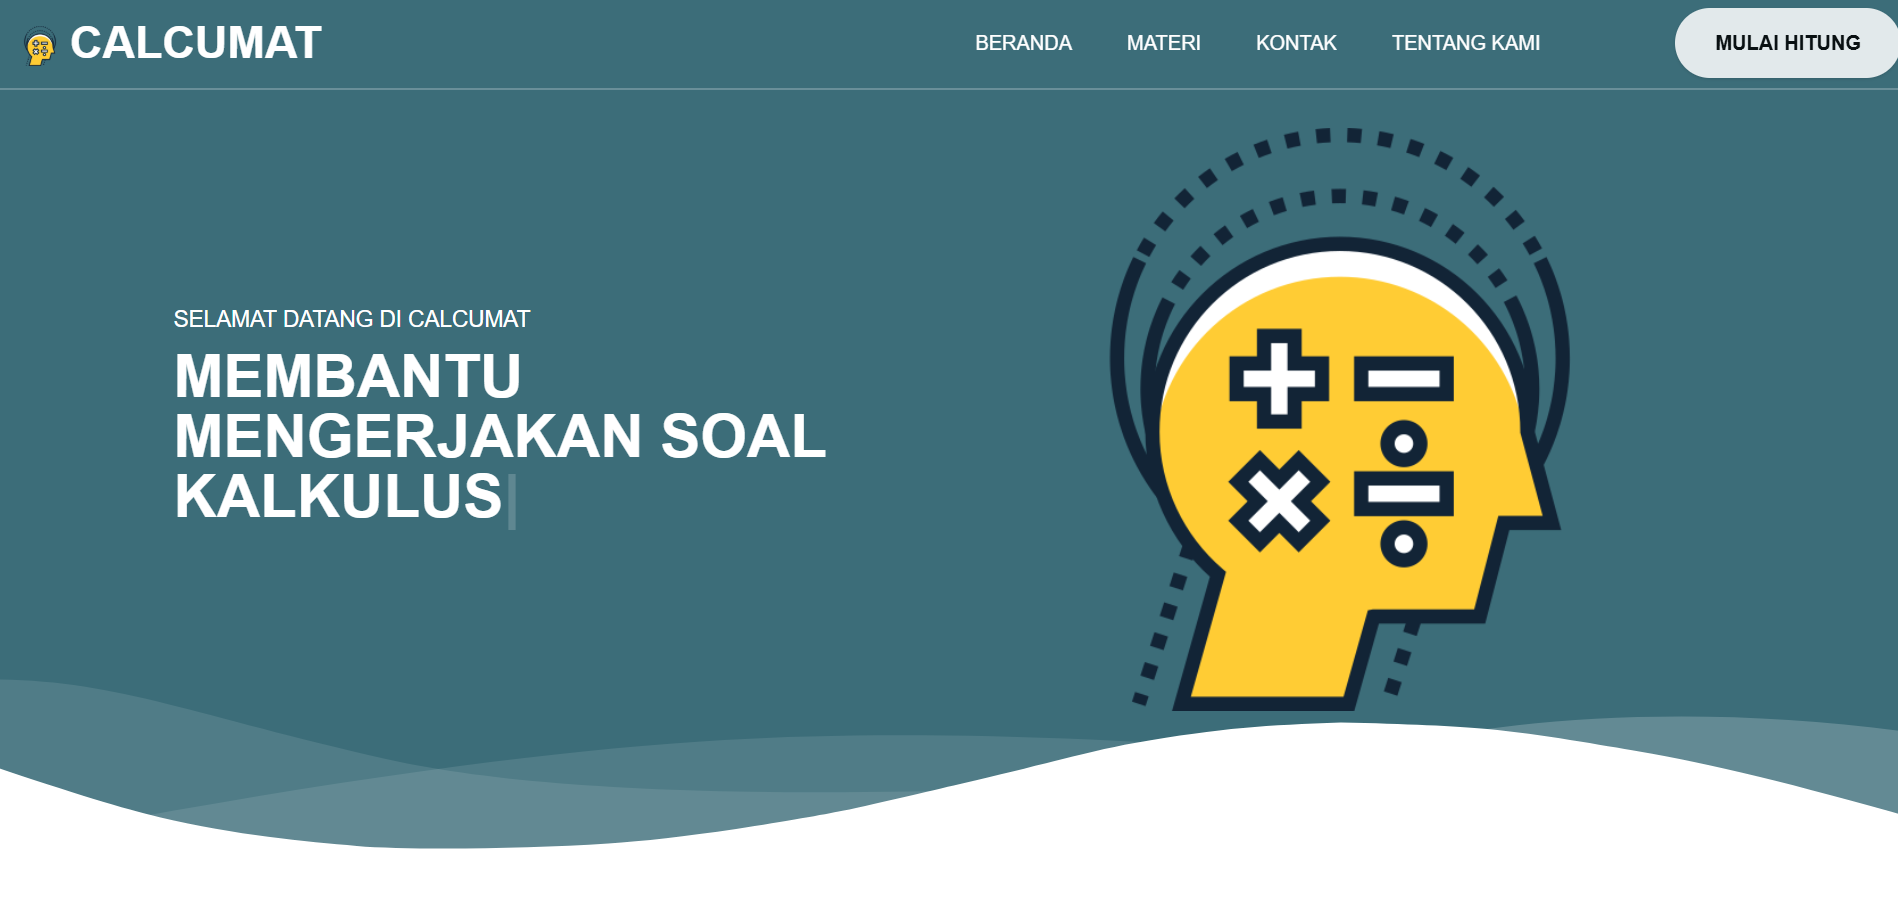 CALCUMAT
BERANDA MATERI KONTAK TENTANG KAMI MULAI HITUNG
SELAMAT DATANG DI CALCUMAT
MEMBANTU
MENGERJAKAN SOAL
KALKULUS